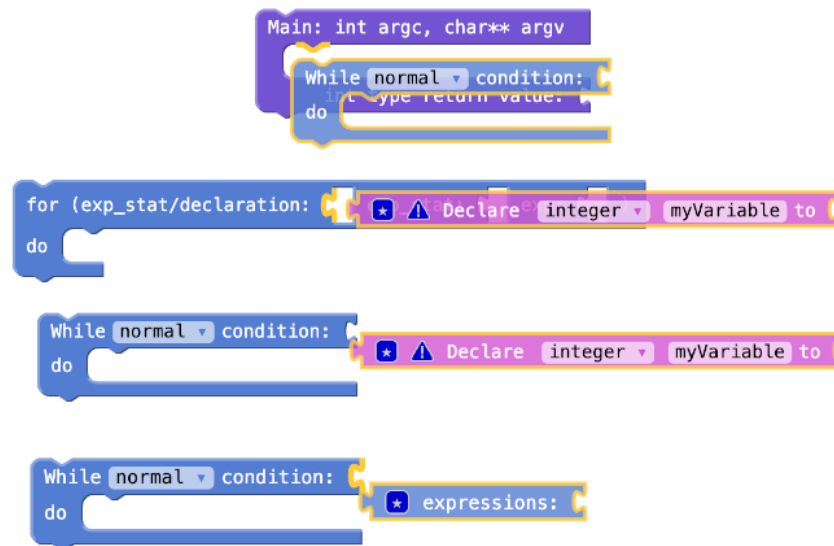 Main: int argc, char** argv
While normal condition:
int type return value:
do
for (exp_stat/declaration: Declare integer myVariable to
do
While normal condition:
Declare integer myVariable to
do
While normal condition:
expressions:
do